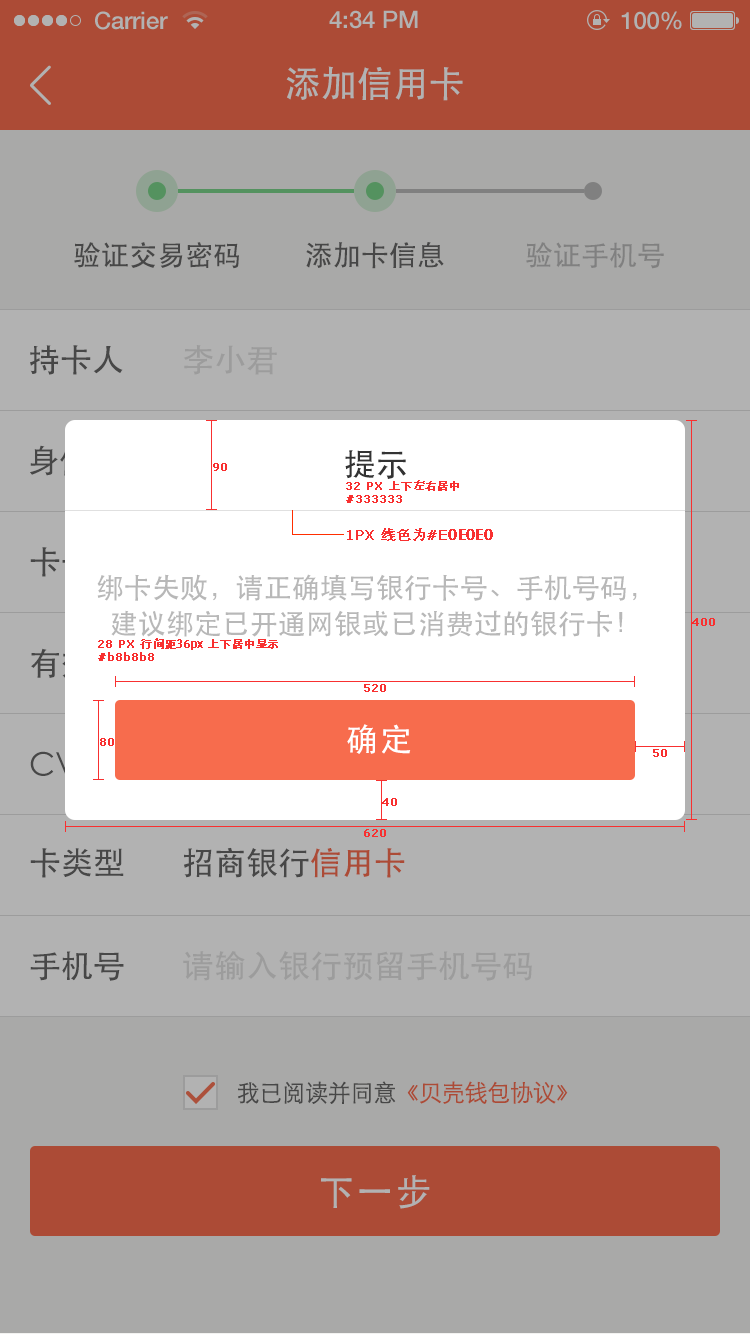 Carrier 4:34 PM 100%
添加信用卡
验证交易密码 添加卡信息 验证手机号
持卡人 李小君
身
90
提示
32 PX 上下左右居中
#333333
1PX 线色为#E0E0E0
卡
绑卡失败，请正确填写银行卡号、手机号码，
建议绑定已开通网银或已消费过的银行卡！
400
28 PX 行间距36px 上下居中显示
#b8b8b8
有
520
80
确定
50
CV
40
620
卡类型 招商银行信用卡
手机号 请输入银行预留手机号码
我已阅读并同意《贝壳钱包协议》
下一步